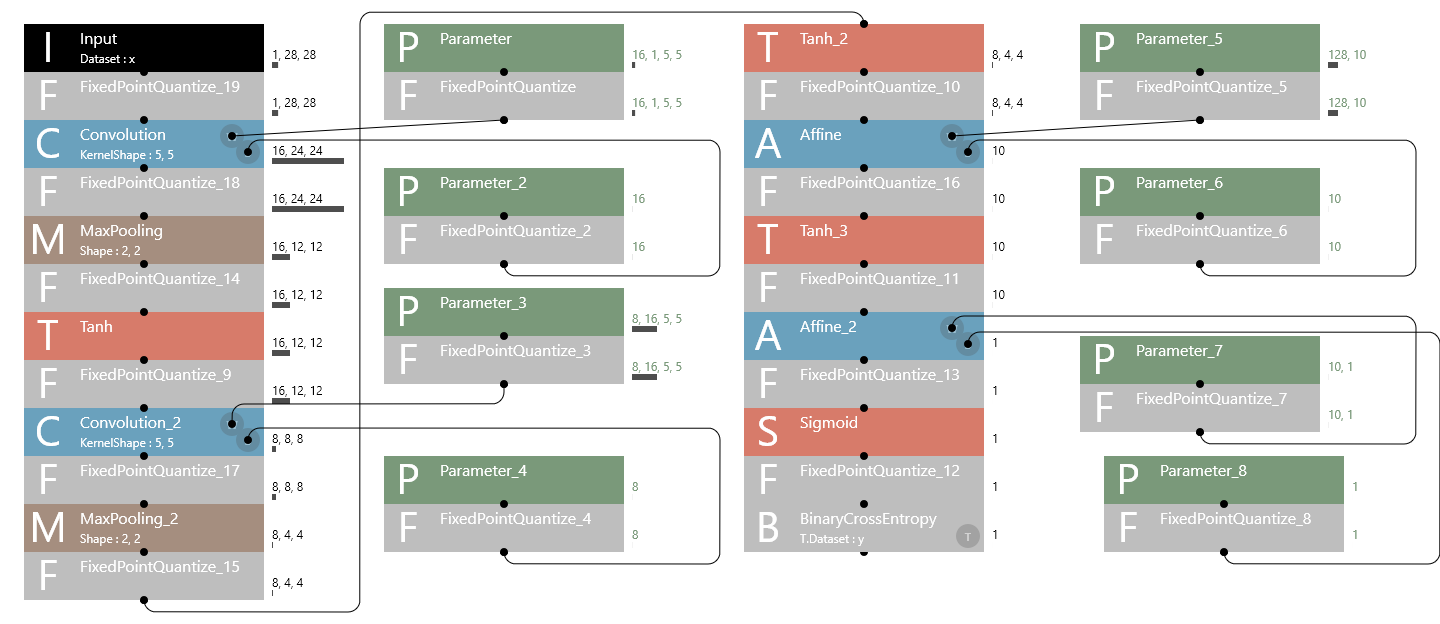 I
Input
Dataset : x
1, 28, 28
F
FixedPointQuantize_19
1, 28, 28
C
Convolution
KernelShape : 5, 5
16, 24, 24
F
FixedPointQuantize_18
16, 24, 24
M
MaxPooling
Shape : 2, 2
16, 12, 12
F
FixedPointQuantize_14
16, 12, 12
T
Tanh
16, 12, 12
F
FixedPointQuantize_9
16, 12, 12
C
Convolution_2
KernelShape : 5, 5
8, 8, 8
F
FixedPointQuantize_17
8, 8, 8
M
MaxPooling_2
Shape : 2, 2
8, 4, 4
F
FixedPointQuantize_15
8, 4, 4
P
Parameter
16, 1, 5, 5
F
FixedPointQuantize
16, 1, 5, 5
P
Parameter_2
16
F
FixedPointQuantize_2
16
P
Parameter_3
8, 16, 5, 5
F
FixedPointQuantize_3
8, 16, 5, 5
P
Parameter_4
8
F
FixedPointQuantize_4
8
T
Tanh_2
8, 4, 4
F
FixedPointQuantize_10
8, 4, 4
A
Affine
10
F
FixedPointQuantize_16
10
T
Tanh_3
10
F
FixedPointQuantize_11
10
A
Affine_2
1
F
FixedPointQuantize_13
1
S
Sigmoid
1
F
FixedPointQuantize_12
1
B
BinaryCrossEntropy
T.Dataset : y
T
1
P
Parameter_5
128, 10
F
FixedPointQuantize_5
128, 10
P
Parameter_6
10
F
FixedPointQuantize_6
10
P
Parameter_7
10, 1
F
FixedPointQuantize_7
10, 1
P
Parameter_8
1
F
FixedPointQuantize_8
1